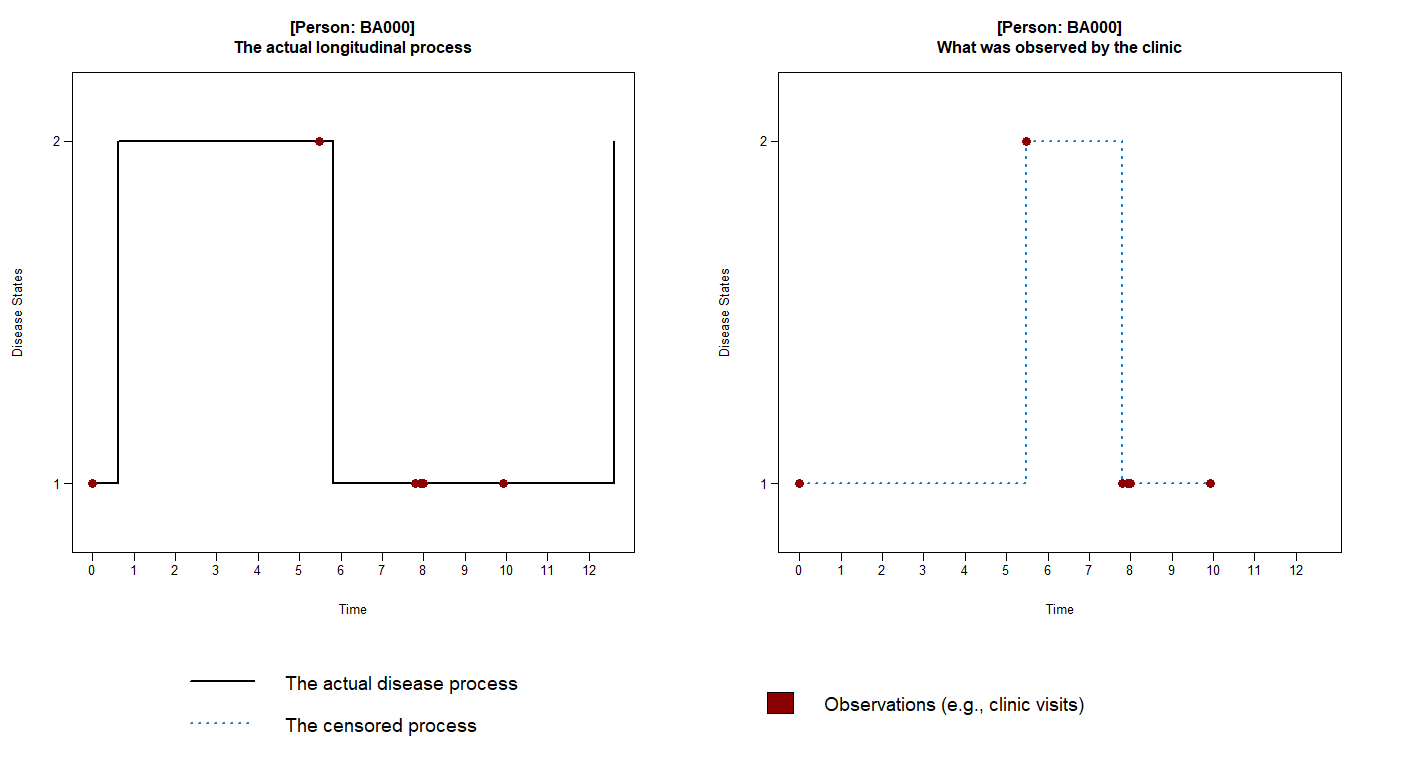 [Person: BA000]
The actual longitudinal process
Disease States
2
1
0 1 2 3 4 5 6 7 8 9 10 11 12
Time
[Person: BA000]
What was observed by the clinic
Disease States
2
1
0 1 2 3 4 5 6 7 8 9 10 11 12
Time
The actual disease process
The censored process
Observations (e.g., clinic visits)